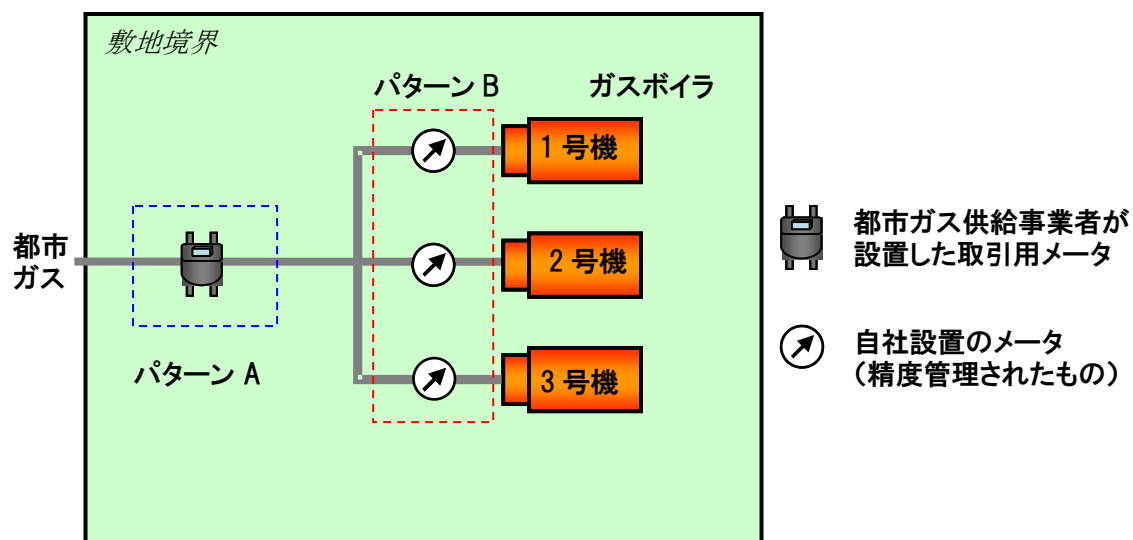 敷地境界
パターン B
ガスボイラ
1 号機
2 号機
3 号機
都市
ガス
パターン A
都市ガス供給事業者が
設置した取引用メータ
自社設置のメータ
（精度管理されたもの）